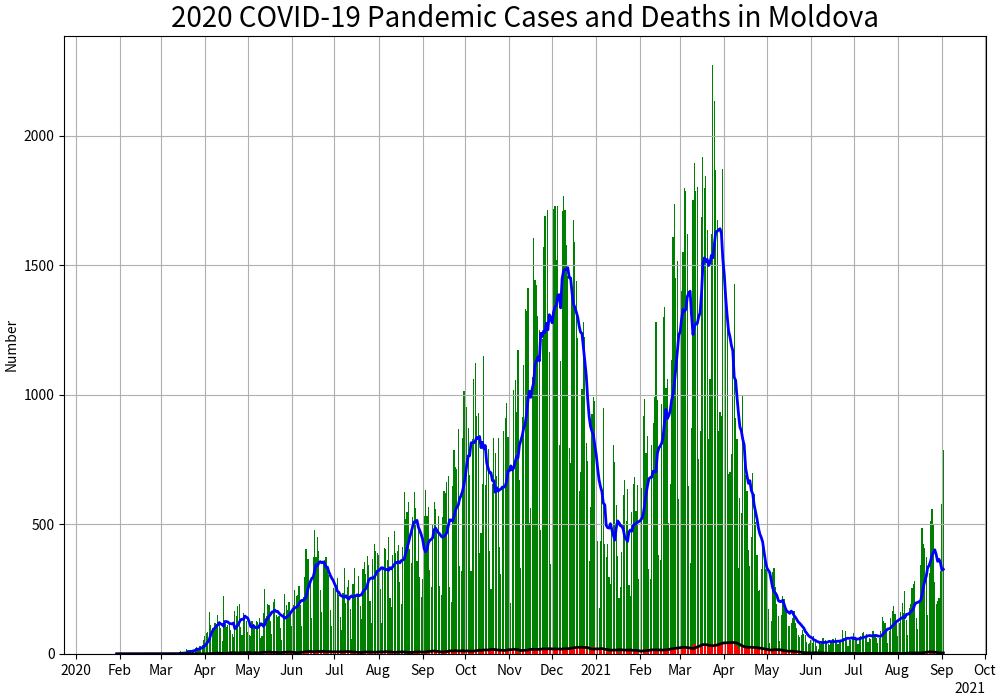 2020 COVID-19 Pandemic Cases and Deaths in Moldova
Number
2000
1500
1000
500
0
2020 Feb Mar Apr May Jun Jul Aug Sep Oct Nov Dec 2021 Feb Mar Apr May Jun Jul Aug Sep Oct
2021